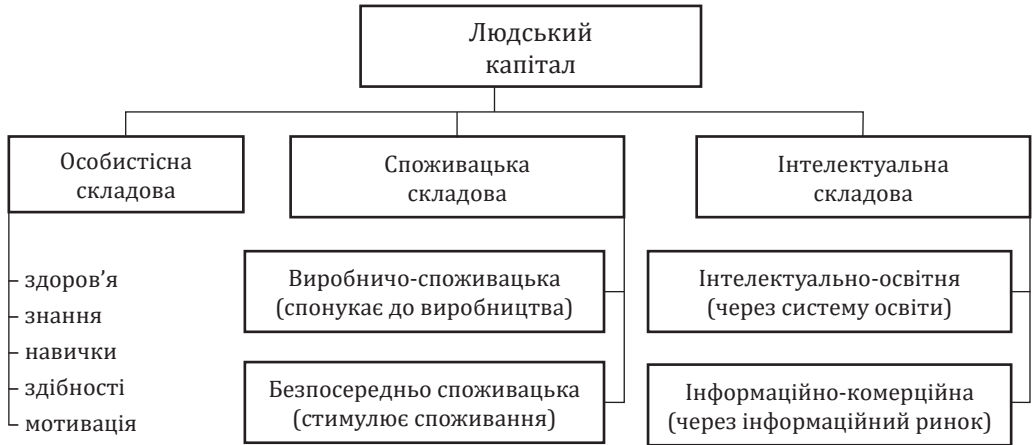 Людський
капітал
Особистісна
складова
Споживацька
складова
Інтелектуальна
складова
– здоров’я
– знання
– навички
– здібності
– мотивація
Виробничо-споживацька
(спонукає до виробництва)
Безпосередньо споживацька
(стимулює споживання)
Інтелектуально-освітня
(через систему освіти)
Інформаційно-комерційна
(через інформаційний ринок)